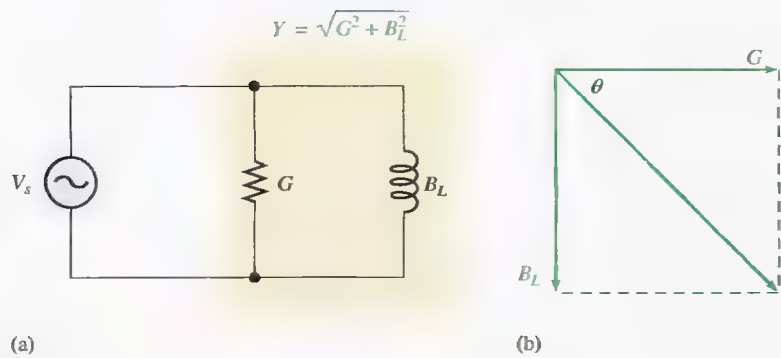 Y = √(G² + B_L²)
V_s
G
B_L
(a)
G
θ
B_L
(b)